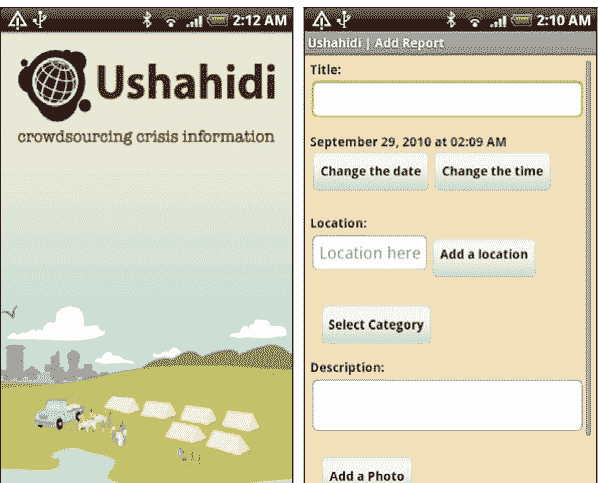 2:12 AM
Ushahidi
crowdsourcing crisis information
2:10 AM
Ushahidi | Add Report
Title:
September 29, 2010 at 02:09 AM
Change the date Change the time
Location:
Location here Add a location
Select Category
Description:
Add a Photo